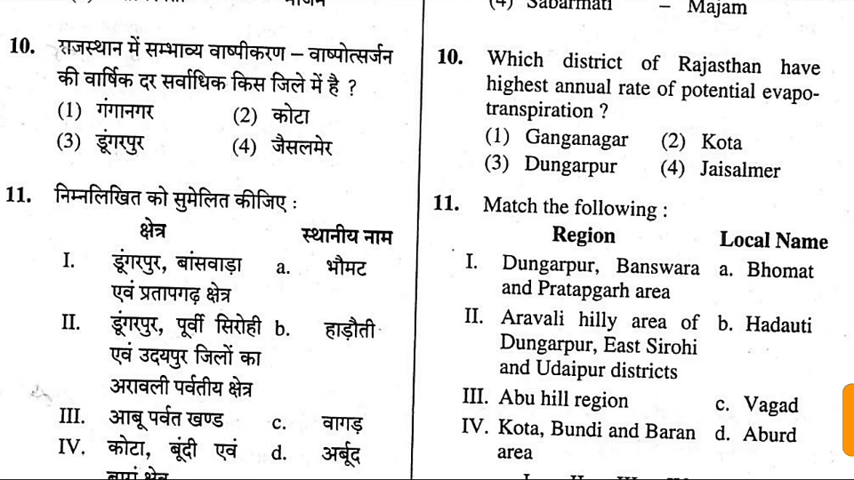 10. राजस्थान में सम्भाव्य वाष्पीकरण – वाष्पोत्सर्जन
की वार्षिक दर सर्वाधिक किस जिले में है ?
(1) गंगानगर (2) कोटा
(3) डूंगरपुर (4) जैसलमेर
11. निम्नलिखित को सुमेलित कीजिए :
क्षेत्र स्थानीय नाम
I. डूंगरपुर, बांसवाड़ा a. भौमट
एवं प्रतापगढ़ क्षेत्र
II. डूंगरपुर, पूर्वी सिरोही b. हाड़ौती
एवं उदयपुर जिलों का
अरावली पर्वतीय क्षेत्र
III. आबू पर्वत खण्ड c. वागड़
IV. कोटा, बूंदी एवं d. अर्बूद
(4) Sabarmati – Majam
10. Which district of Rajasthan have
highest annual rate of potential evapo-
transpiration ?
(1) Ganganagar (2) Kota
(3) Dungarpur (4) Jaisalmer
11. Match the following :
Region Local Name
I. Dungarpur, Banswara a. Bhomat
and Pratapgarh area
II. Aravali hilly area of b. Hadauti
Dungarpur, East Sirohi
and Udaipur districts
III. Abu hill region c. Vagad
IV. Kota, Bundi and Baran d. Aburd
area